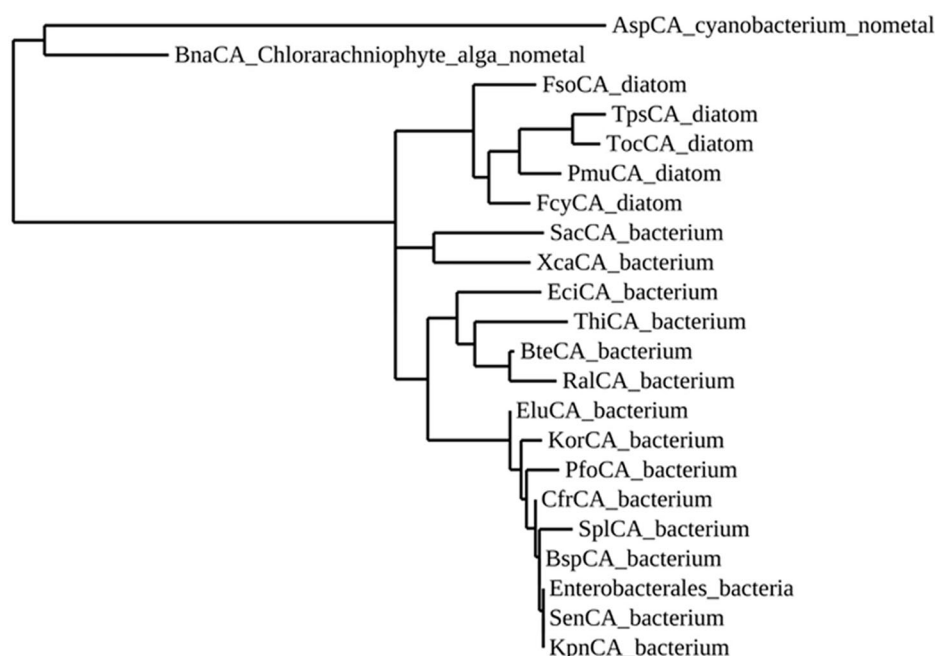 AspCA_cyanobacterium_nometal
BnaCA_Chlorarachniophyte_alga_nometal
FsoCA_diatom
TpsCA_diatom
TocCA_diatom
PmuCA_diatom
FcyCA_diatom
SacCA_bacterium
XcaCA_bacterium
EciCA_bacterium
ThiCA_bacterium
BteCA_bacterium
RalCA_bacterium
EluCA_bacterium
KorCA_bacterium
PfoCA_bacterium
CfrCA_bacterium
SplCA_bacterium
BspCA_bacterium
Enterobacterales_bacteria
SenCA_bacterium
KpnCA_bacterium